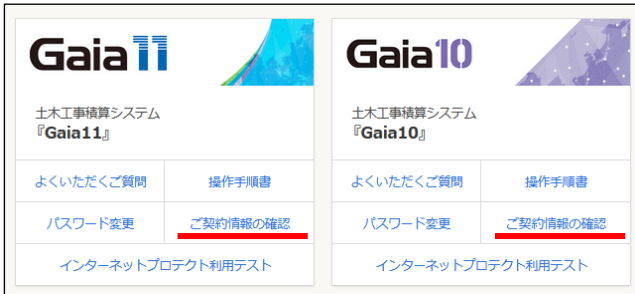 Gaia11
土木工事積算システム
『Gaia11』
よくいただくご質問
操作手順書
パスワード変更
ご契約情報の確認
インターネットプロテクト利用テスト
Gaia10
土木工事積算システム
『Gaia10』
よくいただくご質問
操作手順書
パスワード変更
ご契約情報の確認
インターネットプロテクト利用テスト